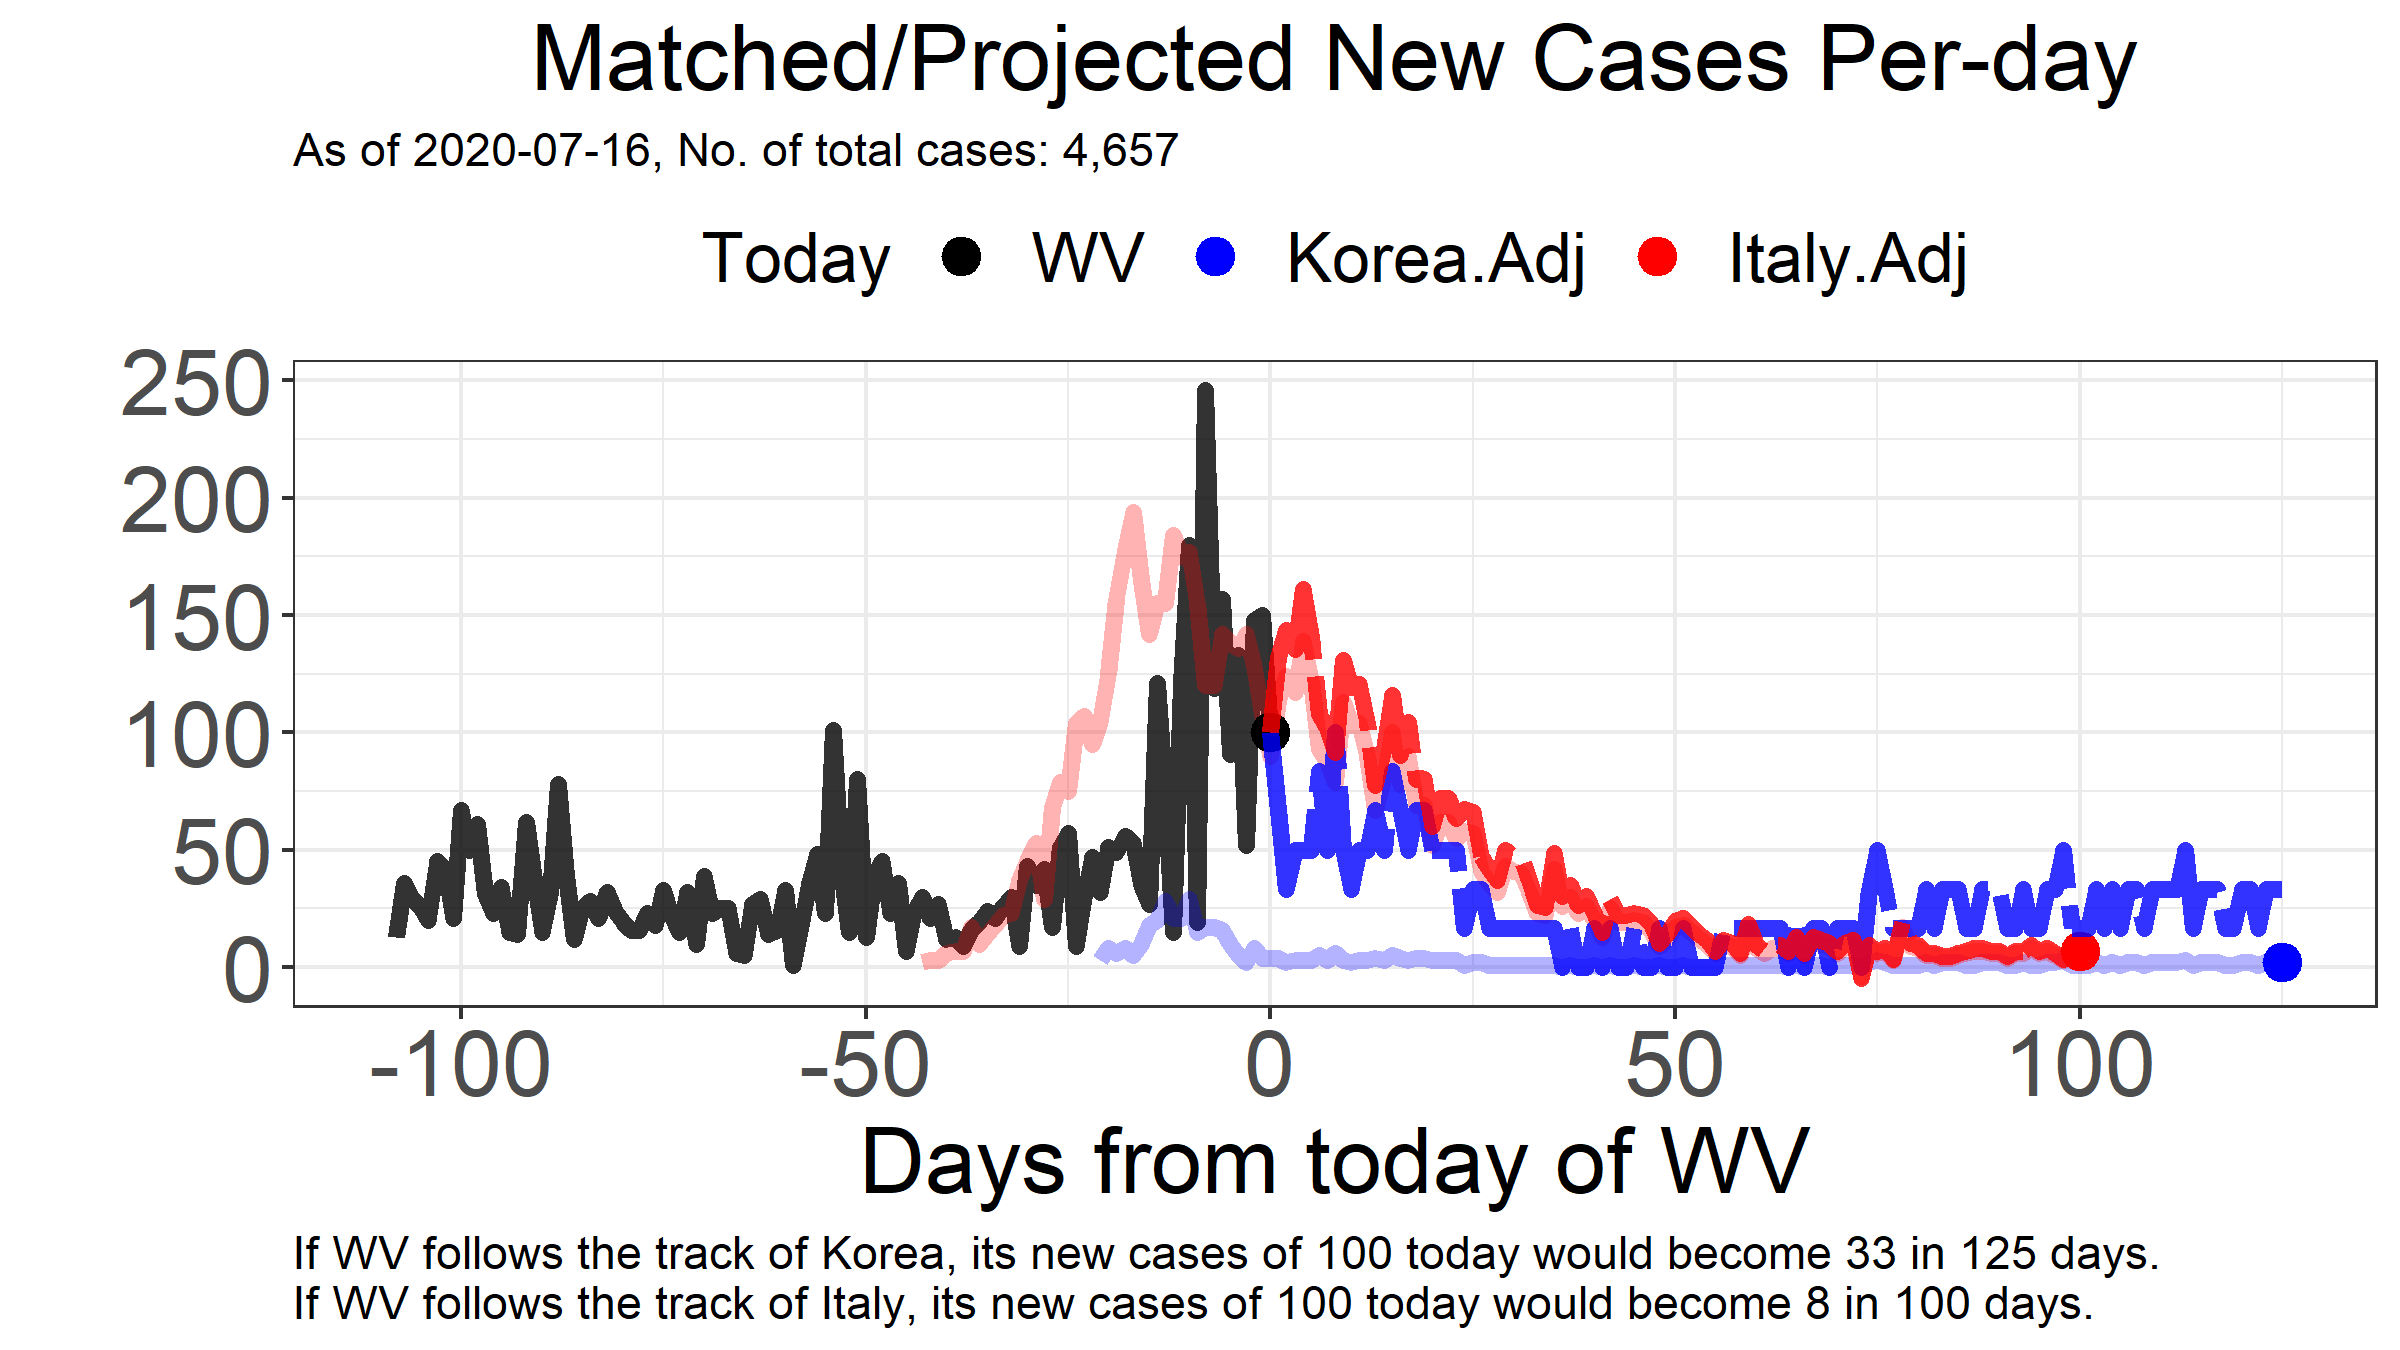 Matched/Projected New Cases Per-day
As of 2020-07-16, No. of total cases: 4,657
Today WV Korea.Adj Italy.Adj
250
200
150
100
50
0
-100 -50 0 50 100
Days from today of WV
If WV follows the track of Korea, its new cases of 100 today would become 33 in 125 days.
If WV follows the track of Italy, its new cases of 100 today would become 8 in 100 days.